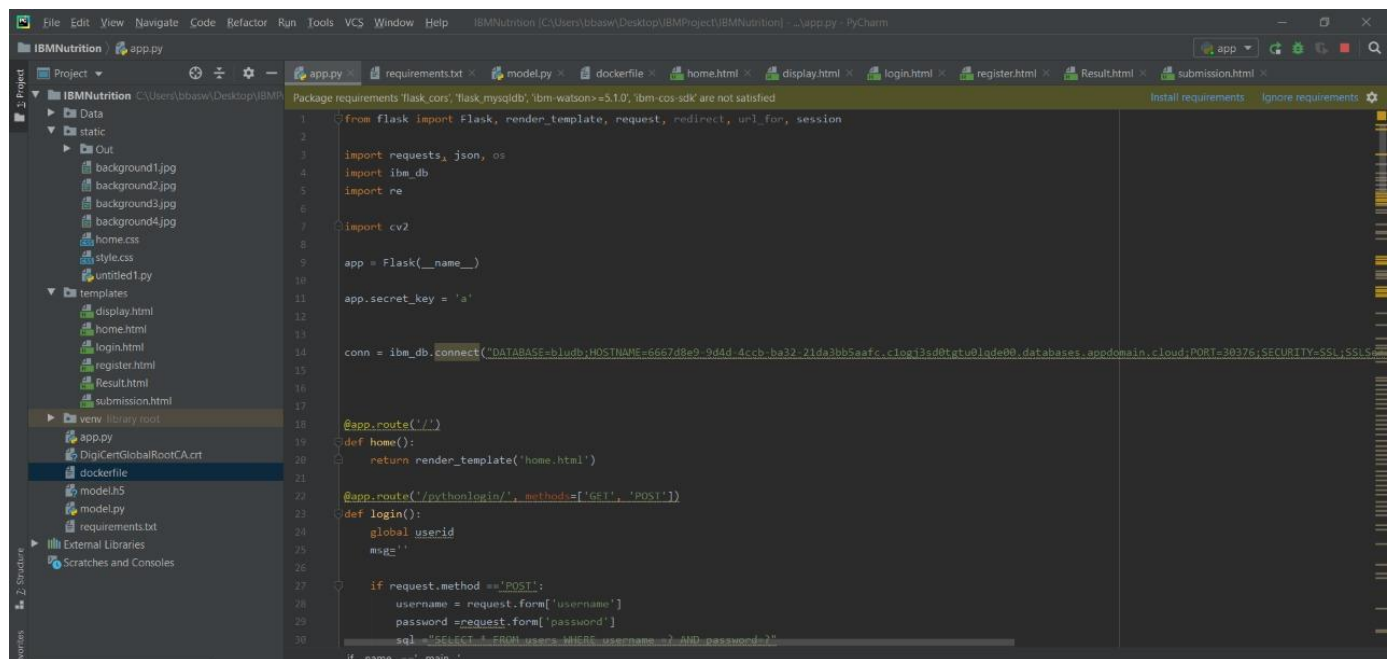 File Edit View Navigate Code Refactor Run Tools VCS Window Help IBMNutrition [C:\Users\bbasw\Desktop\IBMProject\IBMNutrition] - ...\app.py - PyCharm
IBMNutrition app.py app
Project app.py requirements.txt model.py dockerfile home.html display.html login.html register.html Result.html submission.html
1: Project
IBMNutrition C:\Users\bbasw\Desktop\IBMP
Package requirements 'flask_cors', 'flask_mysqldb', 'ibm-watson>=5.1.0', 'ibm-cos-sdk' are not satisfied Install requirements Ignore requirements
Data
static
Out
background1.jpg
background2.jpg
background3.jpg
background4.jpg
home.css
style.css
untitled1.py
templates
display.html
home.html
login.html
register.html
Result.html
submission.html
venv library root
app.py
DigiCertGlobalRootCA.crt
dockerfile
model.h5
model.py
requirements.txt
External Libraries
Scratches and Consoles
Z: Structure
1 from flask import Flask, render_template, request, redirect, url_for, session
2
3 import requests, json, os
4 import ibm_db
5 import re
6
7 import cv2
8
9 app = Flask(__name__)
10
11 app.secret_key = 'a'
12
13
14 conn = ibm_db.connect("DATABASE=bludb;HOSTNAME=6667d8e9-9d4d-4ccb-ba32-21da3bb5aafc.c1ogj3sd0tgtu0lqde00.databases.appdomain.cloud;PORT=30376;SECURITY=SSL;SSLSe
15
16
17
18 @app.route('/')
19 def home():
20 return render_template('home.html')
21
22 @app.route('/pythonlogin/', methods=['GET', 'POST'])
23 def login():
24 global userid
25 msg=''
26
27 if request.method =='POST':
28 username = request.form['username']
29 password =request.form['password']
30 sql ="SELECT * FROM users WHERE username =? AND password=?"